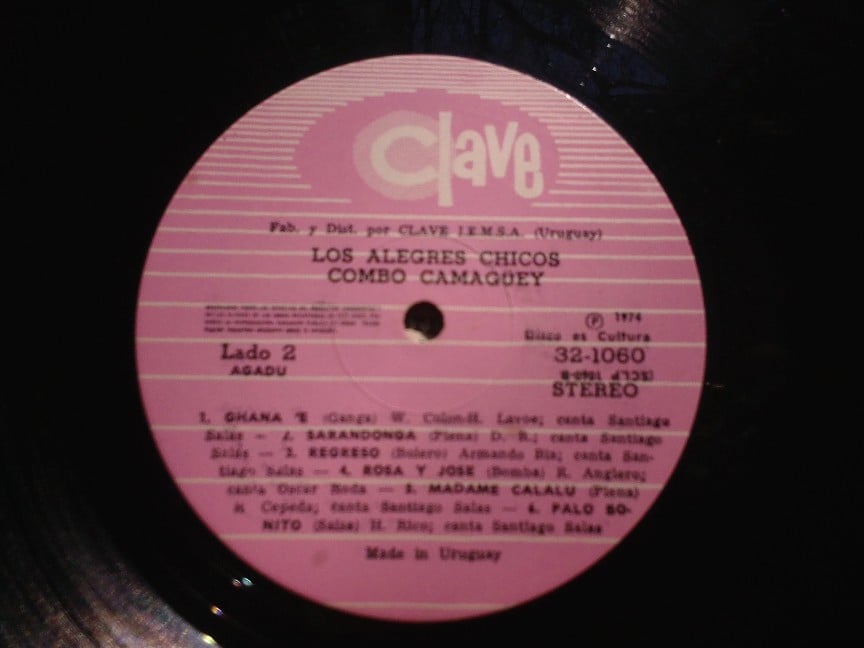 Clave
Fab. y Dist. por CLAVE I.E.M.S.A. (Uruguay)
LOS ALEGRES CHICOS
COMBO CAMAGÜEY
Ⓟ 1974
Disco es Cultura
Lado 2
32-1060
AGADU
STEREO
1. GHANA 'E (Ganga) W. Colon-H. Lavoe; canta Santiago
Salas — 2. SARANDONGA (Plena) D. R.; canta Santiago
Salas — 3. REGRESO (Bolero) Armando Bia; canta San-
tiago Salas — 4. ROSA Y JOSE (Bomba) R. Anglero;
canta Oscar Roda — 5. MADAME CALALU (Plena)
Cepeda; canta Santiago Salas — 6. PALO BO-
NITO (Salsa) H. Rico; canta Santiago Salas
Made in Uruguay